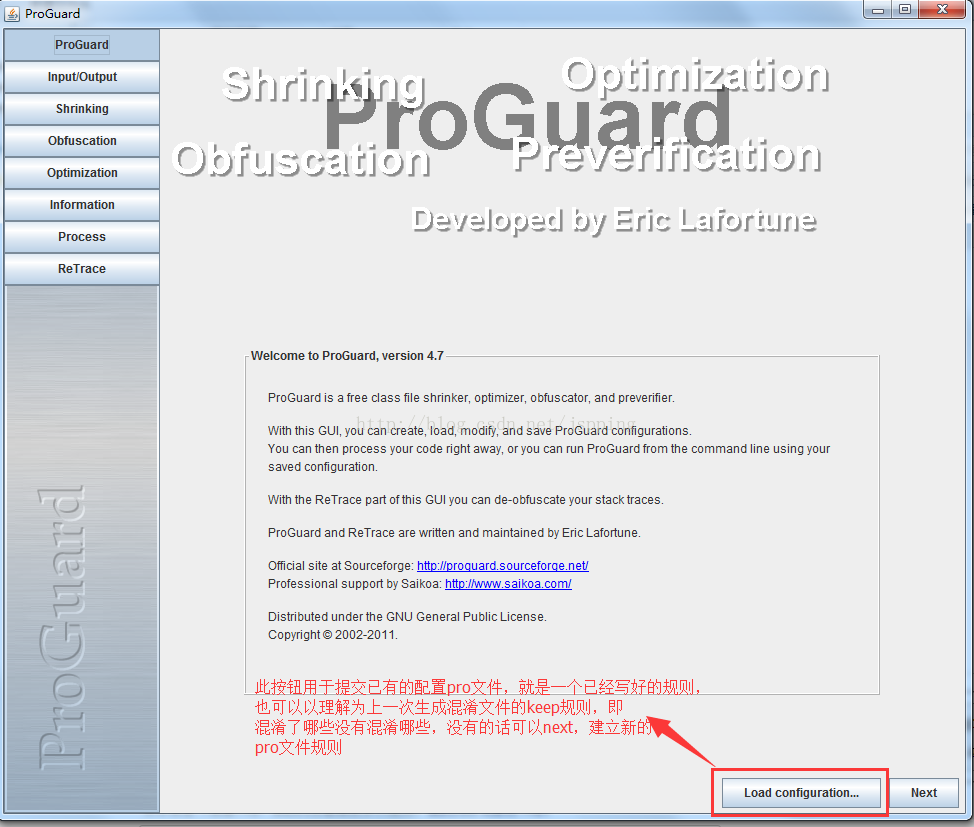 ProGuard
ProGuard
Input/Output
Shrinking
Obfuscation
Optimization
Information
Process
ReTrace
ProGuard
Shrinking
Optimization
ProGuard
Obfuscation
Preverification
Developed by Eric Lafortune
Welcome to ProGuard, version 4.7
ProGuard is a free class file shrinker, optimizer, obfuscator, and preverifier.
http://blog.csdn.net/jspping
With this GUI, you can create, load, modify, and save ProGuard configurations.
You can then process your code right away, or you can run ProGuard from the command line using your
saved configuration.
With the ReTrace part of this GUI you can de-obfuscate your stack traces.
ProGuard and ReTrace are written and maintained by Eric Lafortune.
Official site at Sourceforge: http://proguard.sourceforge.net/
Professional support by Saikoa: http://www.saikoa.com/
Distributed under the GNU General Public License.
Copyright © 2002-2011.
此按钮用于提交已有的配置pro文件，就是一个已经写好的规则，
也可以以理解为上一次生成混淆文件的keep规则，即
混淆了哪些没有混淆哪些，没有的话可以next，建立新的
pro文件规则
Load configuration...
Next